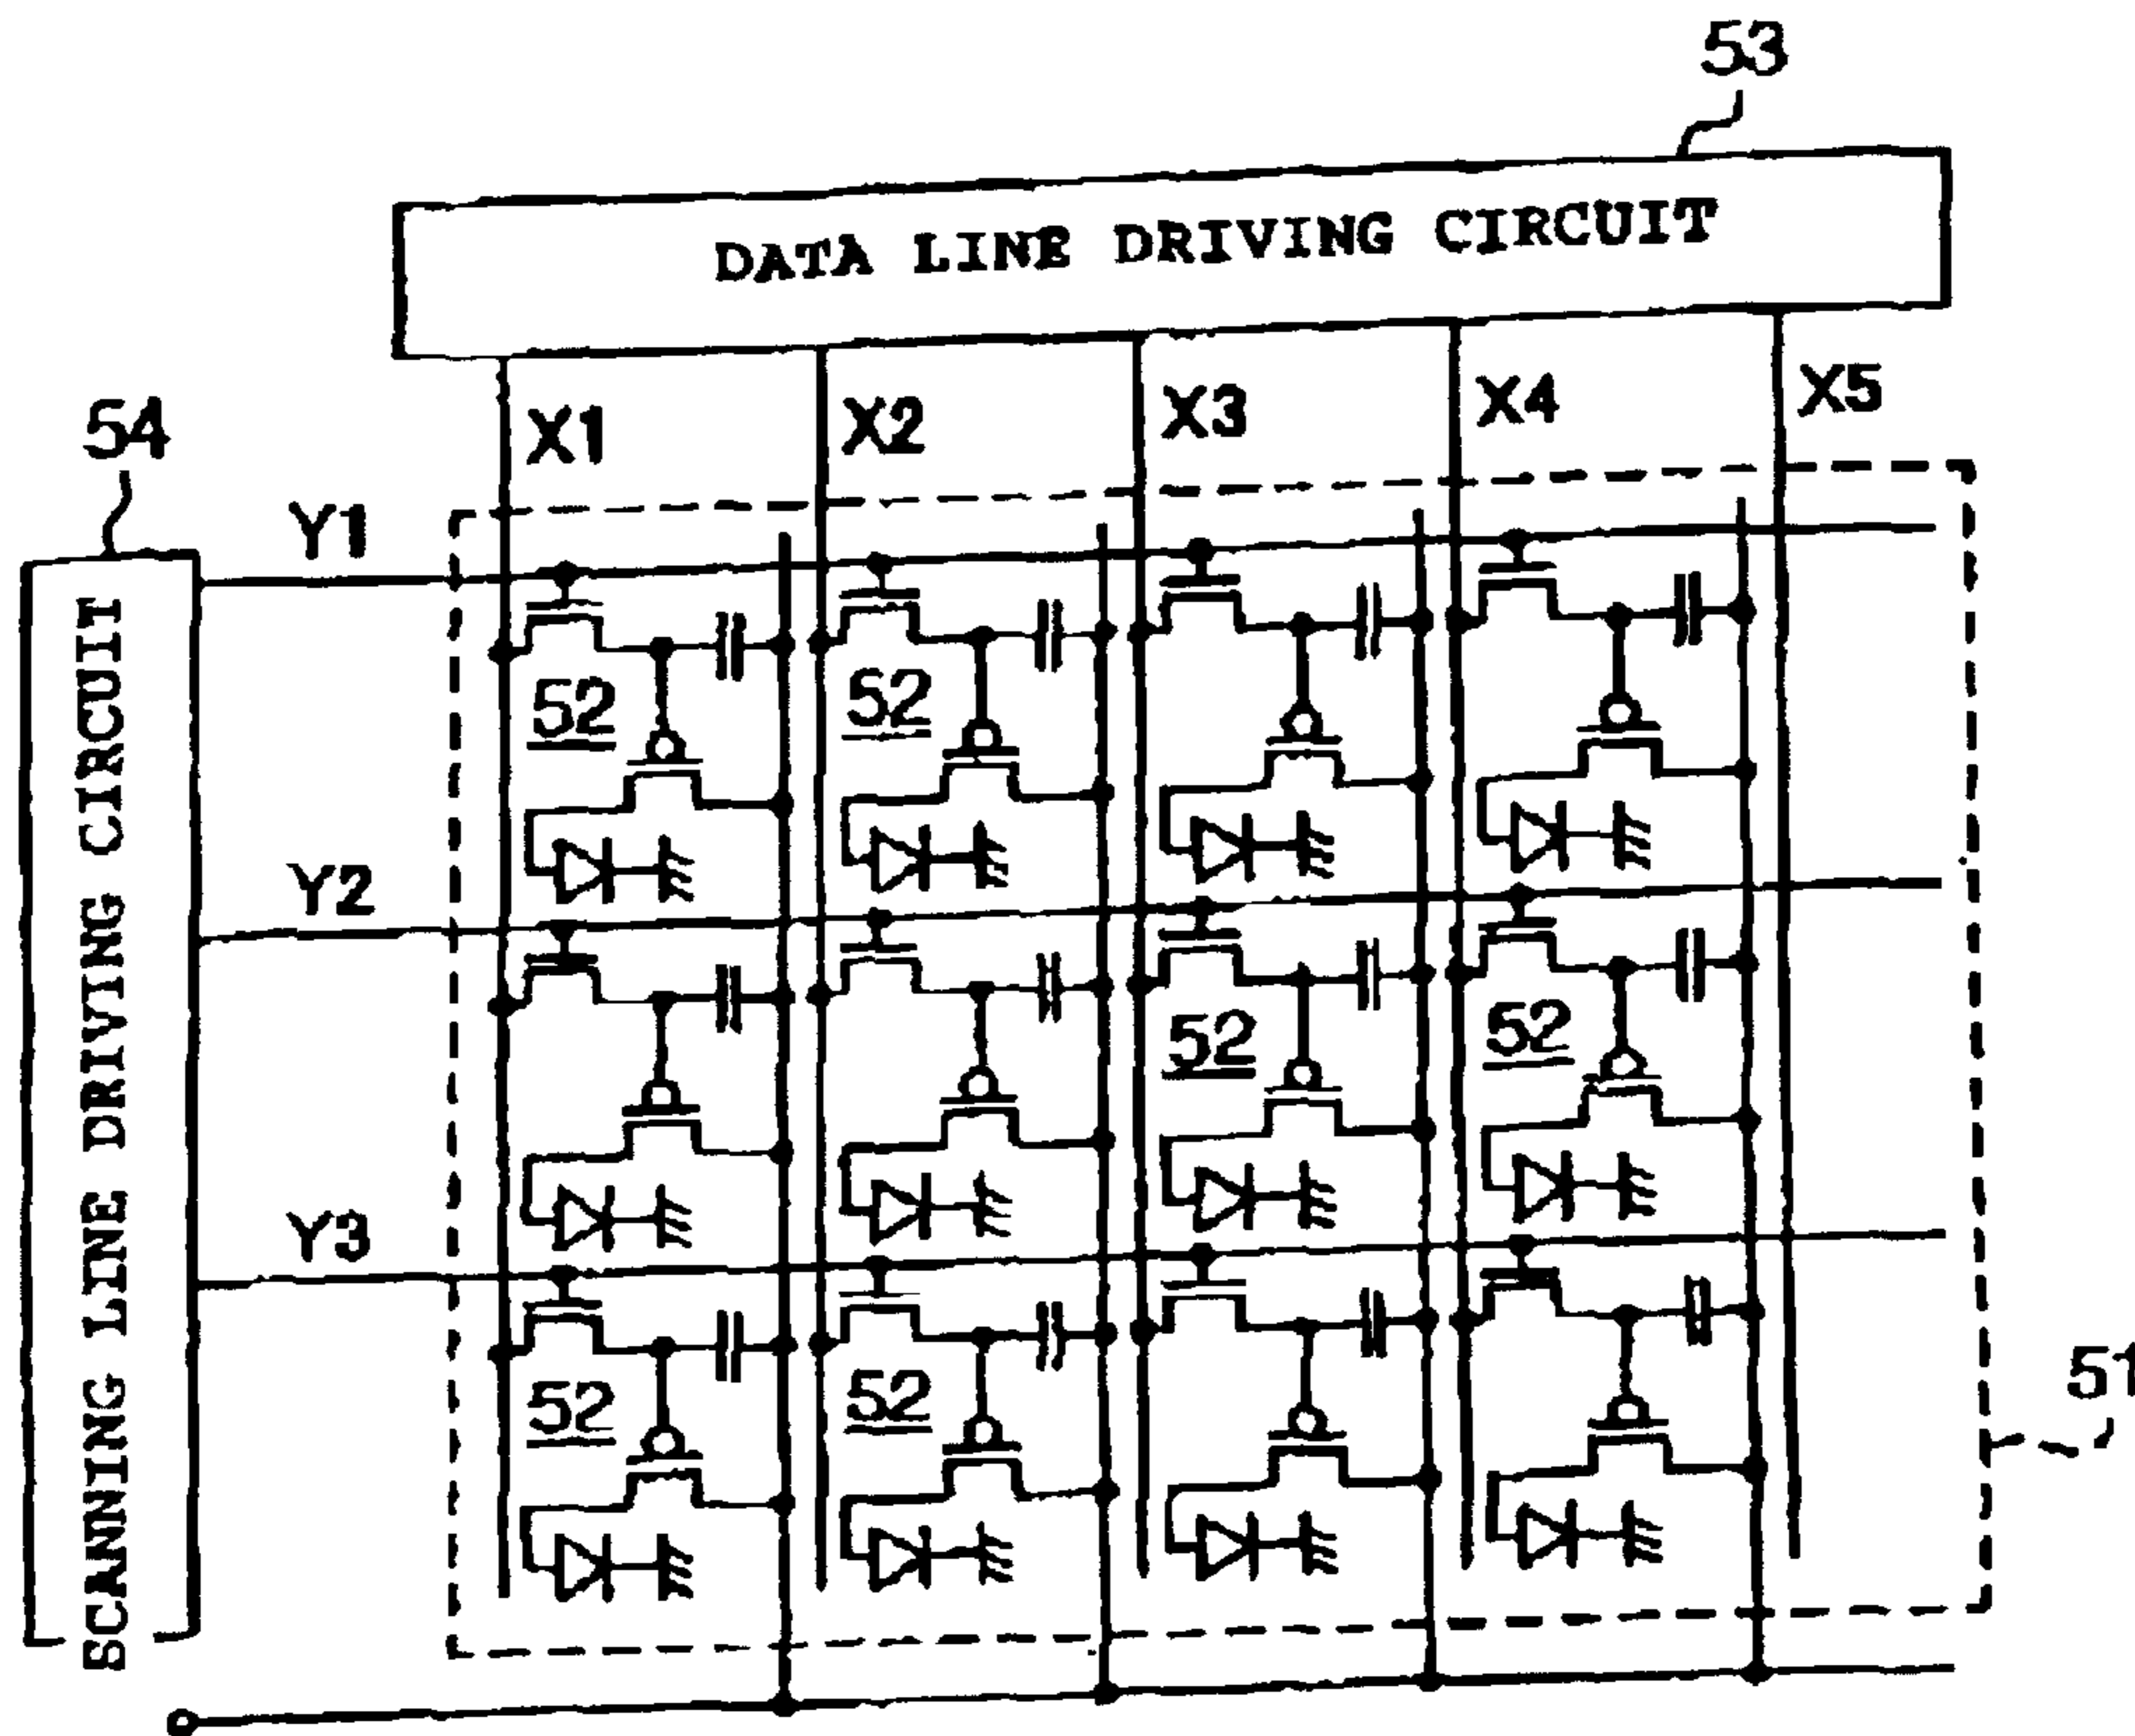 53
DATA LINE DRIVING CIRCUIT
X1 X2 X3 X4 X5
54
Y1
52 52
SCANNING LINE DRIVING CIRCUIT
Y2
52 52
Y3
52 52
51